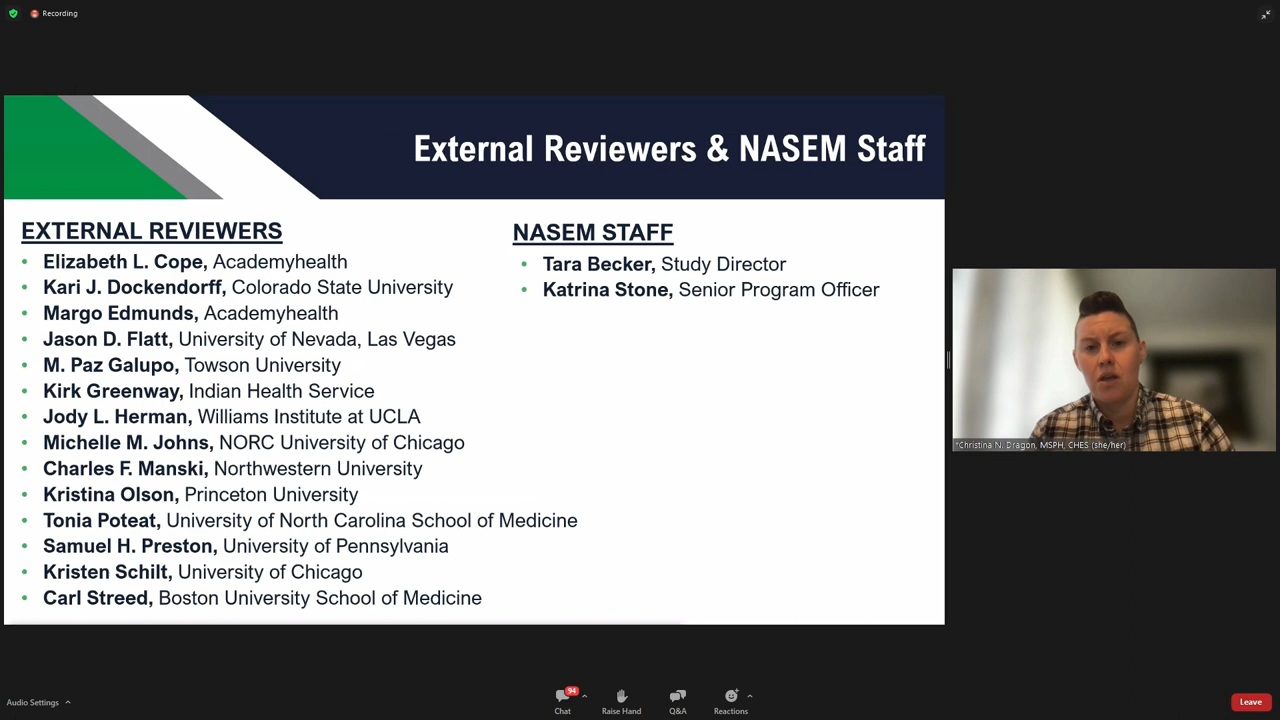 Recording
External Reviewers & NASEM Staff
EXTERNAL REVIEWERS
• Elizabeth L. Cope, Academyhealth
• Kari J. Dockendorff, Colorado State University
• Margo Edmunds, Academyhealth
• Jason D. Flatt, University of Nevada, Las Vegas
• M. Paz Galupo, Towson University
• Kirk Greenway, Indian Health Service
• Jody L. Herman, Williams Institute at UCLA
• Michelle M. Johns, NORC University of Chicago
• Charles F. Manski, Northwestern University
• Kristina Olson, Princeton University
• Tonia Poteat, University of North Carolina School of Medicine
• Samuel H. Preston, University of Pennsylvania
• Kristen Schilt, University of Chicago
• Carl Streed, Boston University School of Medicine
NASEM STAFF
• Tara Becker, Study Director
• Katrina Stone, Senior Program Officer
*Christina N. Dragon, MSPH, CHES (she/her)
Audio Settings
94
Chat
Raise Hand
Q&A
Reactions
Leave